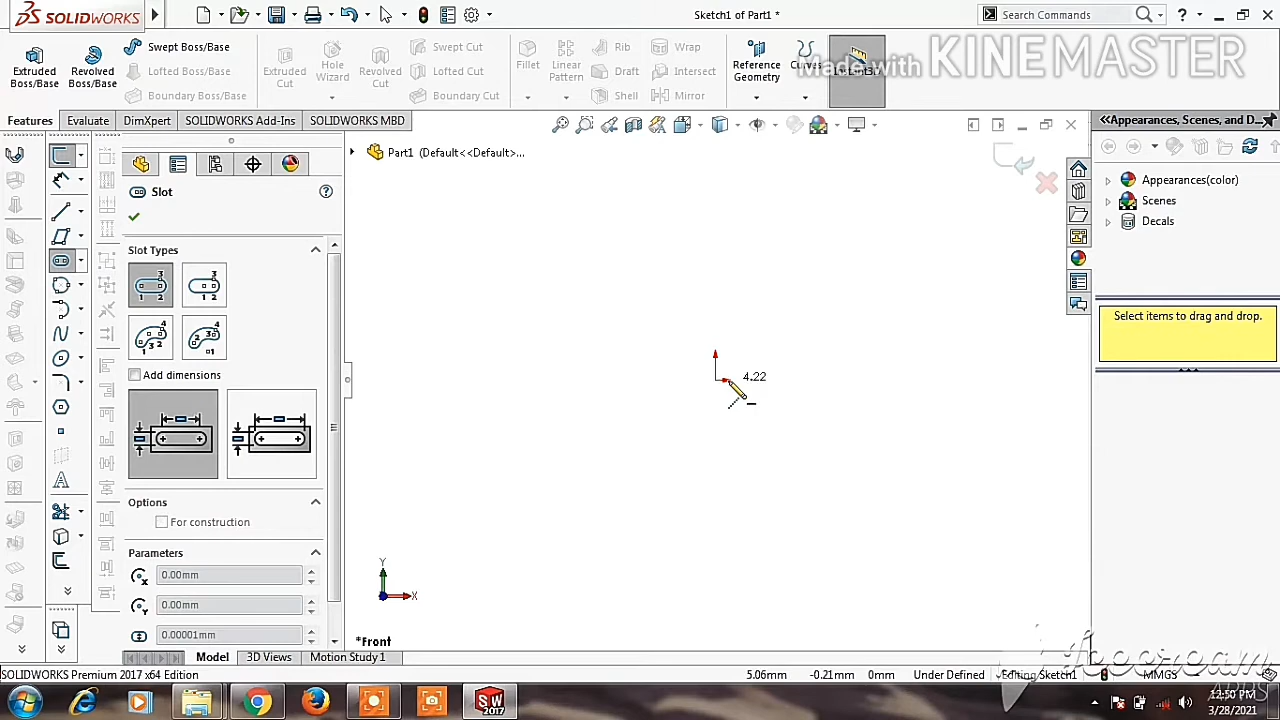 SOLIDWORKS
Sketch1 of Part1 *
Search Commands
Extruded Boss/Base
Revolved Boss/Base
Swept Boss/Base
Lofted Boss/Base
Boundary Boss/Base
Extruded Cut
Hole Wizard
Revolved Cut
Swept Cut
Lofted Cut
Boundary Cut
Fillet
Linear Pattern
Rib
Draft
Shell
Wrap
Intersect
Mirror
Reference Geometry
Curves
Made with KINEMASTER
Features
Evaluate
DimXpert
SOLIDWORKS Add-Ins
SOLIDWORKS MBD
Part1 (Default<<Default>...
<<Appearances, Scenes, and D...
Slot
Appearances(color)
Scenes
Decals
Slot Types
Select items to drag and drop.
Add dimensions
4.22
Options
For construction
Parameters
0.00mm
0.00mm
0.00001mm
Y
X
*Front
Model
3D Views
Motion Study 1
SOLIDWORKS Premium 2017 x64 Edition
5.06mm
-0.21mm
0mm
Under Defined
Editing Sketch1
MMGS
SW
2017
12:50 PM
3/28/2021